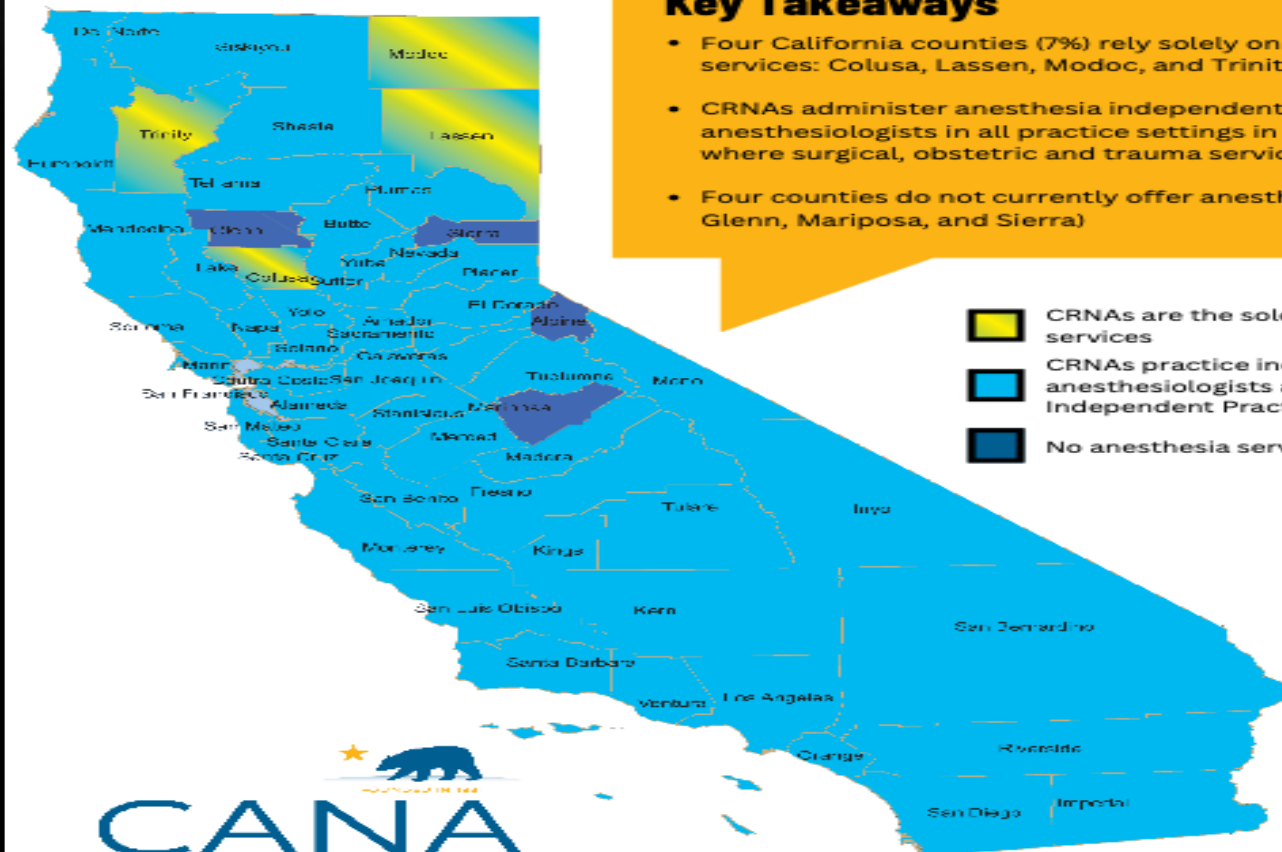 Key Takeaways
• Four California counties (7%) rely solely on
services: Colusa, Lassen, Modoc, and Trinit
• CRNAs administer anesthesia independent
anesthesiologists in all practice settings in
where surgical, obstetric and trauma servic
• Four counties do not currently offer anesth
Glenn, Mariposa, and Sierra)
CRNAs are the sole
services
CRNAs practice in
anesthesiologists
Independent Prac
No anesthesia serv
Del Norte
Siskiyou
Modoc
Trinity
Shasta
Lassen
Humboldt
Tehama
Plumas
Mendocino
Glenn
Butte
Sierra
Nevada
Lake
Colusa
Yuba
Sutter
Placer
El Dorado
Yolo
Alpine
Sonoma
Napa
Amador
Sacramento
Solano
Calaveras
Marin
Contra Costa
San Joaquin
Tuolumne
Mono
San Francisco
Alameda
Stanislaus
Mariposa
San Mateo
Santa Clara
Merced
Santa Cruz
Madera
San Benito
Fresno
Tulare
Inyo
Monterey
Kings
San Luis Obispo
Kern
San Bernardino
Santa Barbara
Ventura
Los Angeles
Orange
Riverside
San Diego
Imperial
CANA